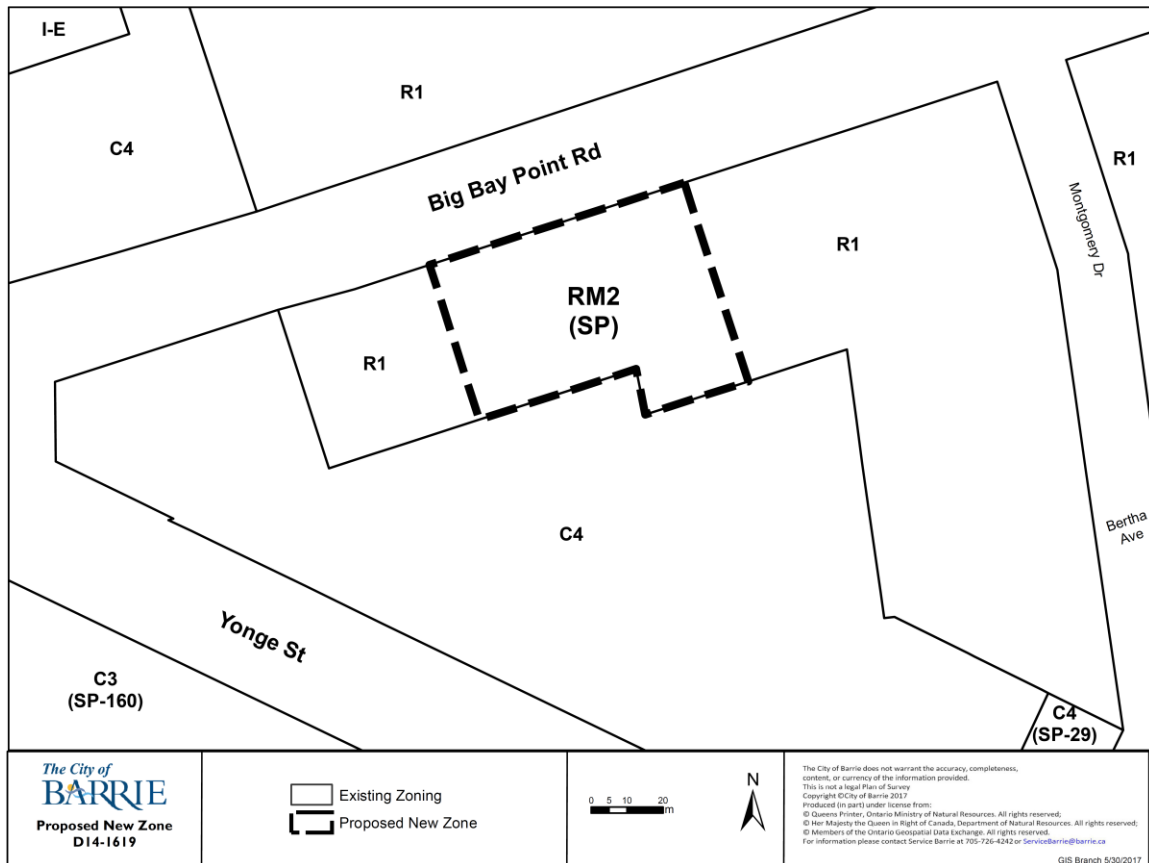 I-E
R1
C4
R1
Big Bay Point Rd
Montgomery Dr
R1
RM2
(SP)
R1
Bertha
Ave
C4
Yonge St
C3
(SP-160)
C4
(SP-29)
The City of
BARRIE
Proposed New Zone
D14-1619
Existing Zoning
Proposed New Zone
0 5 10 20
m
N
The City of Barrie does not warrant the accuracy, completeness,
content, or currency of the information provided.
This is not a legal Plan of Survey
Copyright ©City of Barrie 2017
Produced (in part) under license from:
© Queens Printer, Ontario Ministry of Natural Resources. All rights reserved;
© Her Majesty the Queen in Right of Canada, Department of Natural Resources. All rights reserved;
© Members of the Ontario Geospatial Data Exchange. All rights reserved.
For information please contact Service Barrie at 705-726-4242 or ServiceBarrie@barrie.ca
GIS Branch 5/30/2017